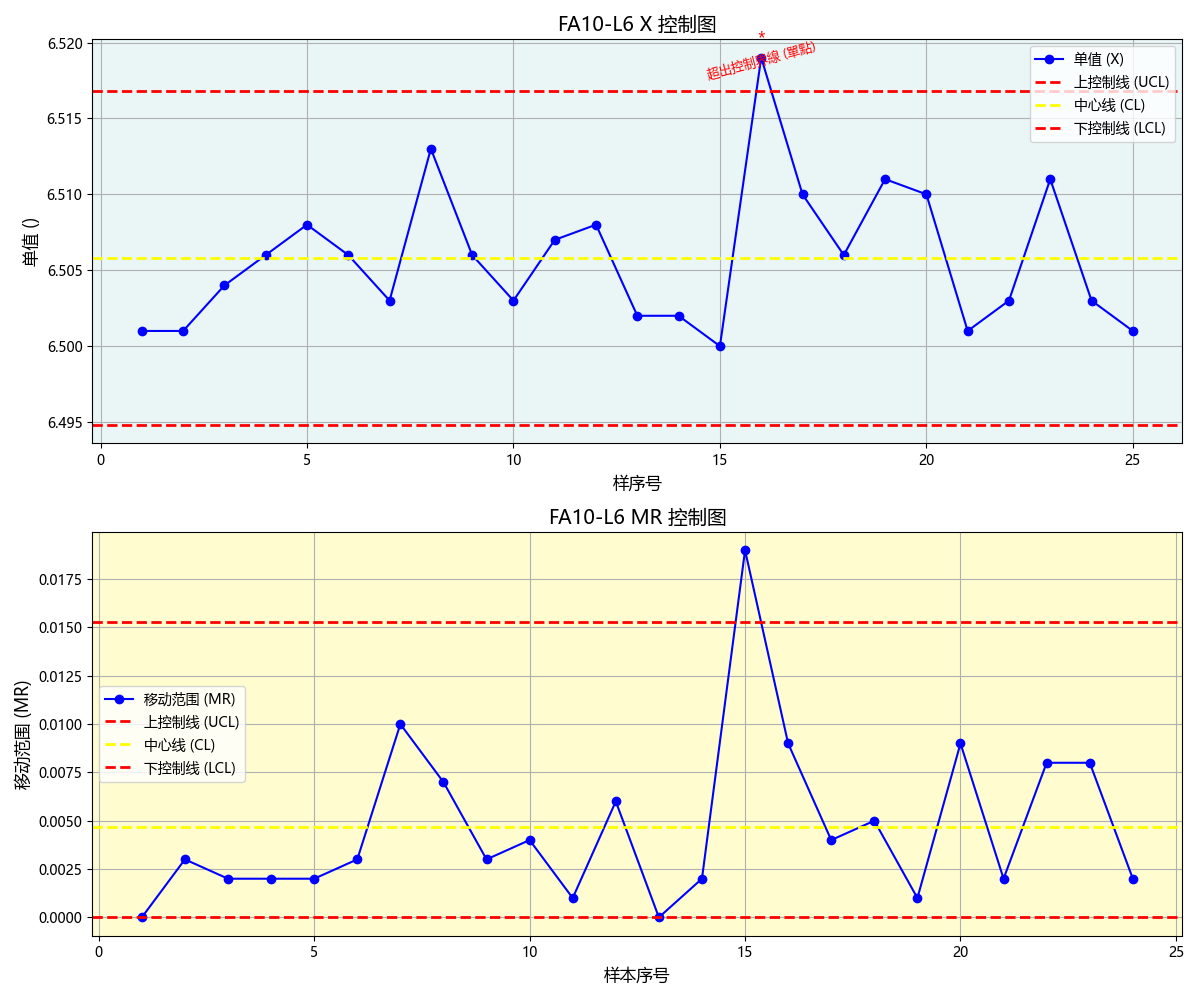 FA10-L6 X 控制图
6.520
6.515
6.510
6.505
6.500
6.495
单值 ()
*
超出控制界線 (單點)
单值 (X)
上控制线 (UCL)
中心线 (CL)
下控制线 (LCL)
0 5 10 15 20 25
样序号
FA10-L6 MR 控制图
0.0175
0.0150
0.0125
0.0100
0.0075
0.0050
0.0025
0.0000
移动范围 (MR)
移动范围 (MR)
上控制线 (UCL)
中心线 (CL)
下控制线 (LCL)
0 5 10 15 20 25
样本序号